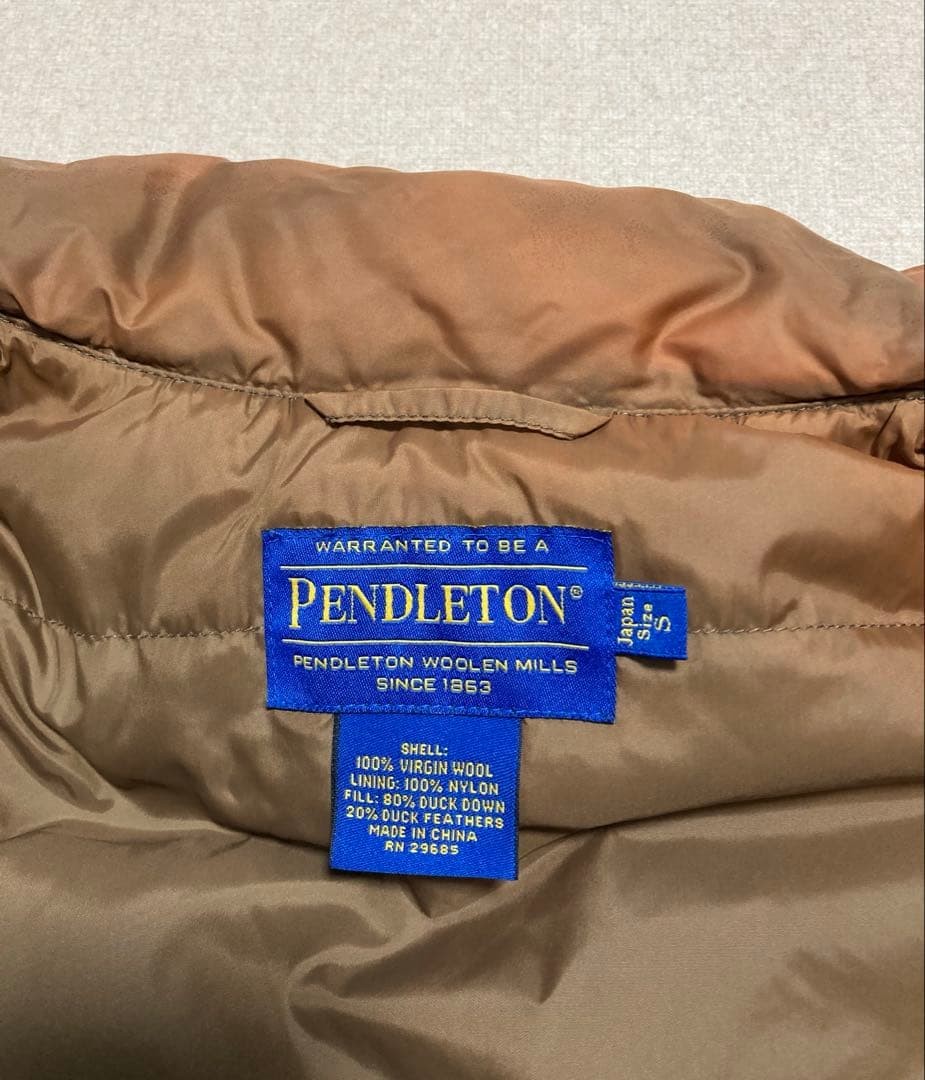 WARRANTED TO BE A
PENDLETON®
PENDLETON WOOLEN MILLS
SINCE 1863
Japan
Size
S
SHELL:
100% VIRGIN WOOL
LINING: 100% NYLON
FILL: 80% DUCK DOWN
20% DUCK FEATHERS
MADE IN CHINA
RN 29685